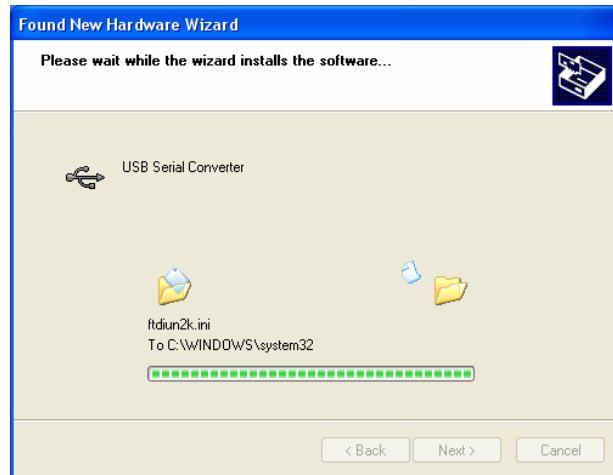 Found New Hardware Wizard
Please wait while the wizard installs the software...
USB Serial Converter
ftdiun2k.ini
To C:\WINDOWS\system32
< Back Next > Cancel